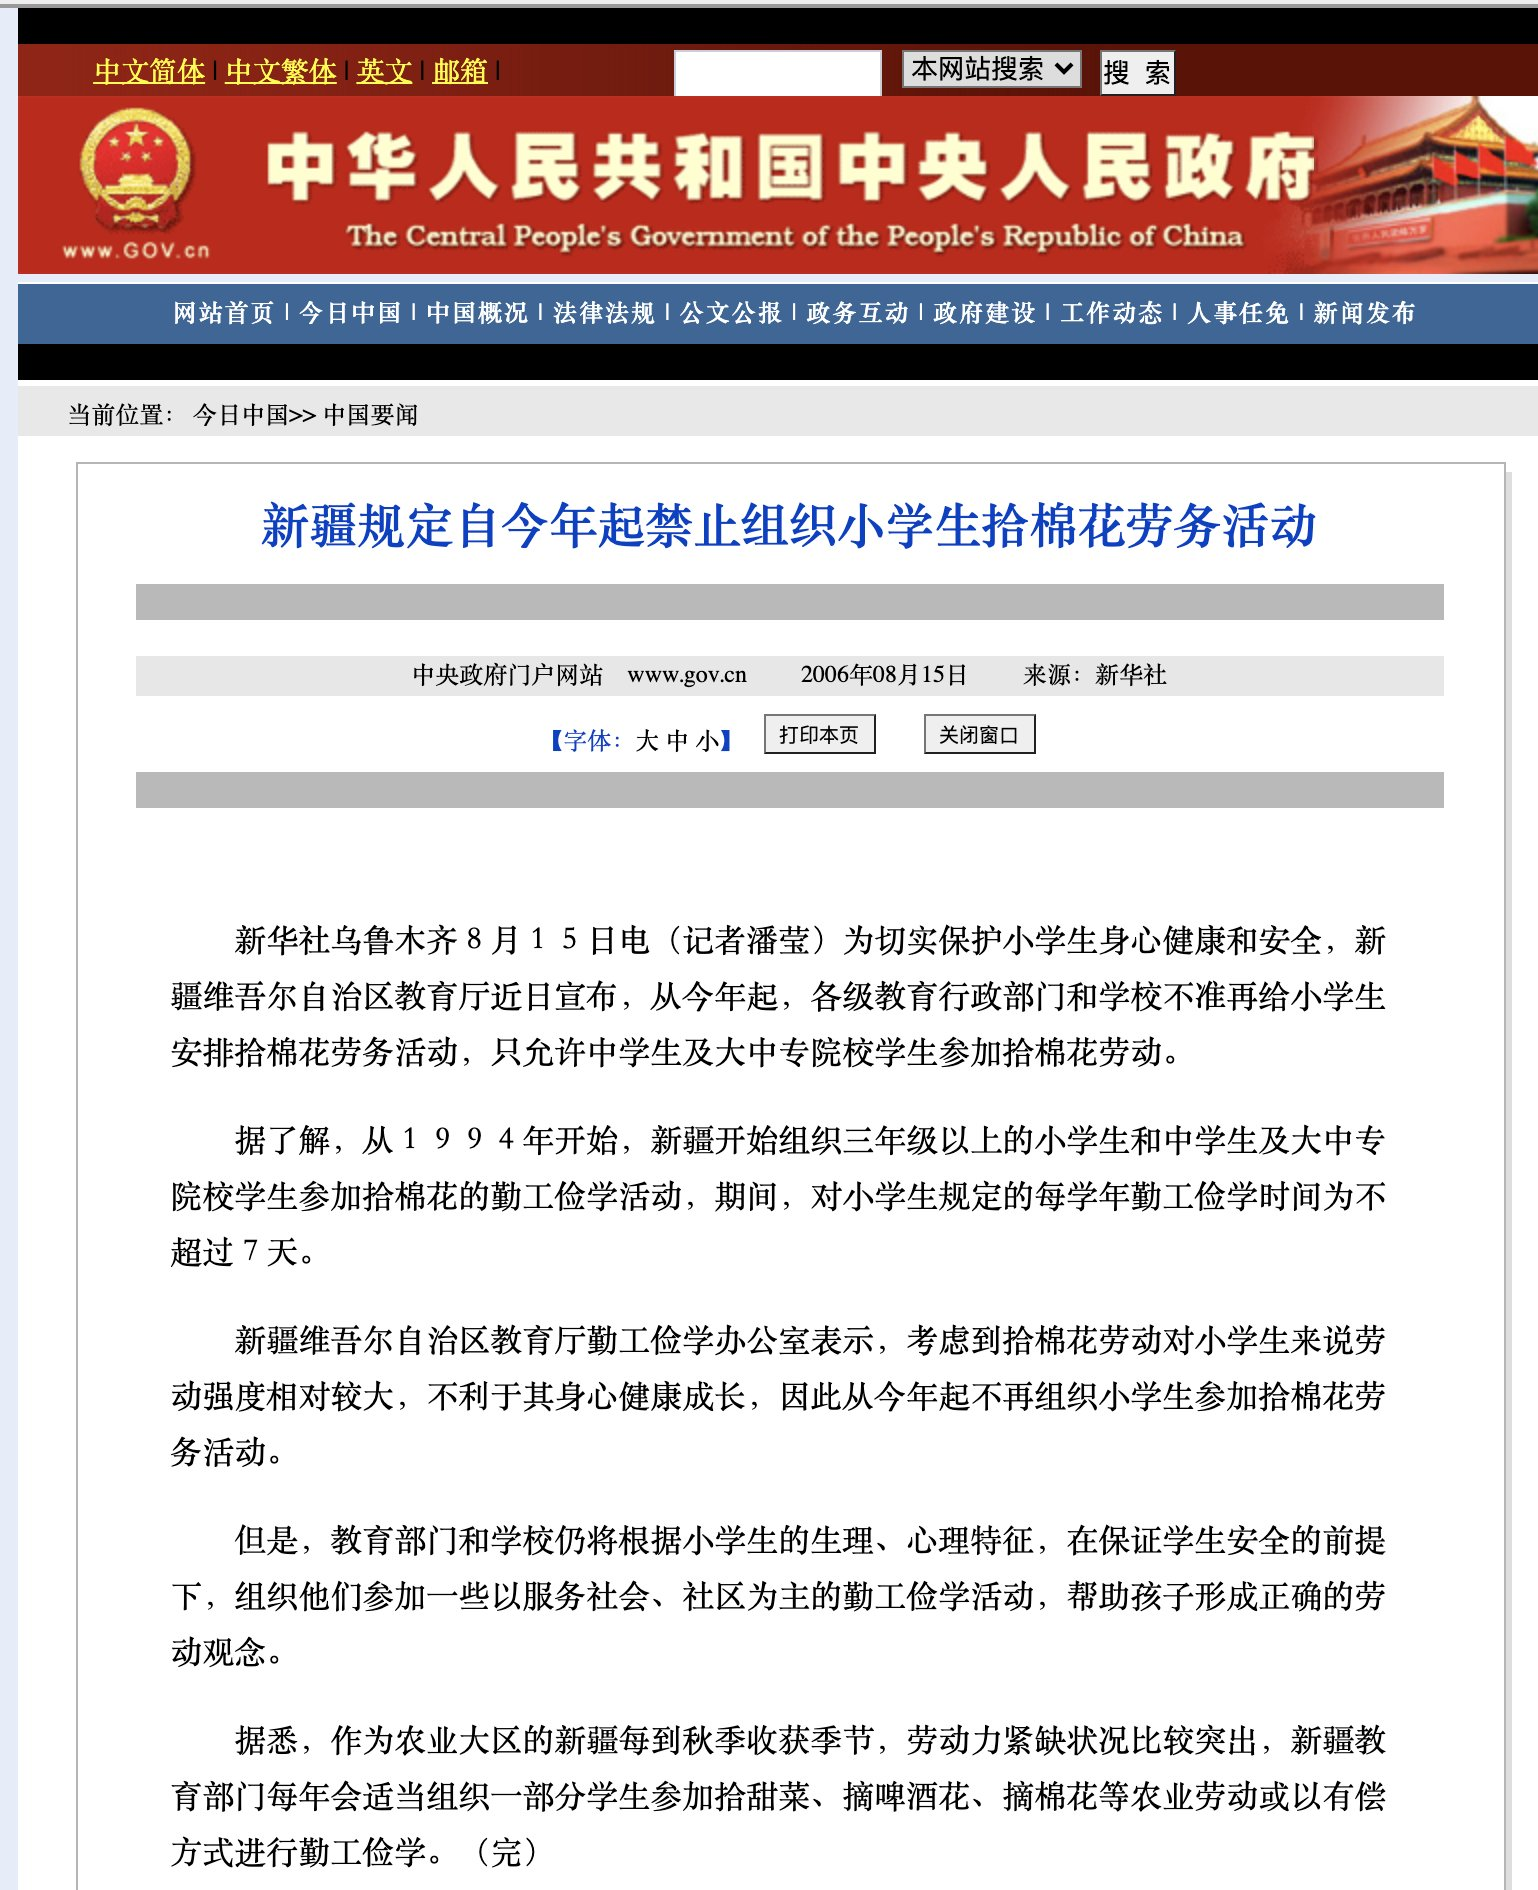 中文简体 | 中文繁体 | 英文 | 邮箱 |
本网站搜索
搜 索
中华人民共和国中央人民政府
www.GOV.cn
The Central People's Government of the People's Republic of China
网站首页 | 今日中国 | 中国概况 | 法律法规 | 公文公报 | 政务互动 | 政府建设 | 工作动态 | 人事任免 | 新闻发布
当前位置： 今日中国>> 中国要闻
新疆规定自今年起禁止组织小学生拾棉花劳务活动
中央政府门户网站 www.gov.cn 2006年08月15日 来源：新华社
【字体：大 中 小】 打印本页 关闭窗口
新华社乌鲁木齐８月１５日电（记者潘莹）为切实保护小学生身心健康和安全，新
疆维吾尔自治区教育厅近日宣布，从今年起，各级教育行政部门和学校不准再给小学生
安排拾棉花劳务活动，只允许中学生及大中专院校学生参加拾棉花劳动。
据了解，从１９９４年开始，新疆开始组织三年级以上的小学生和中学生及大中专
院校学生参加拾棉花的勤工俭学活动，期间，对小学生规定的每学年勤工俭学时间为不
超过７天。
新疆维吾尔自治区教育厅勤工俭学办公室表示，考虑到拾棉花劳动对小学生来说劳
动强度相对较大，不利于其身心健康成长，因此从今年起不再组织小学生参加拾棉花劳
务活动。
但是，教育部门和学校仍将根据小学生的生理、心理特征，在保证学生安全的前提
下，组织他们参加一些以服务社会、社区为主的勤工俭学活动，帮助孩子形成正确的劳
动观念。
据悉，作为农业大区的新疆每到秋季收获季节，劳动力紧缺状况比较突出，新疆教
育部门每年会适当组织一部分学生参加拾甜菜、摘啤酒花、摘棉花等农业劳动或以有偿
方式进行勤工俭学。（完）